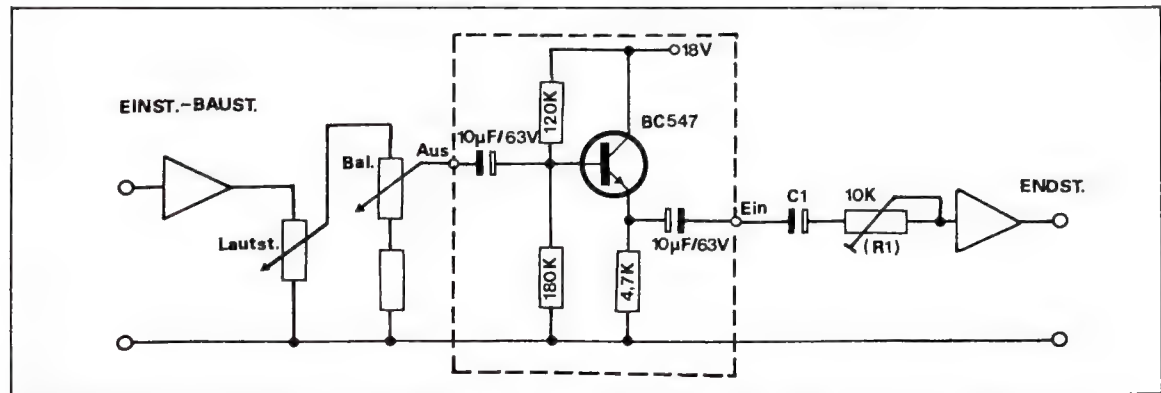 EINST.-BAUST.
18V
120K
BC547
10µF/63V
Bal.
Aus
Lautst.
Ein
C1
10K
(R1)
ENDST.
10µF/63V
180K
4,7K